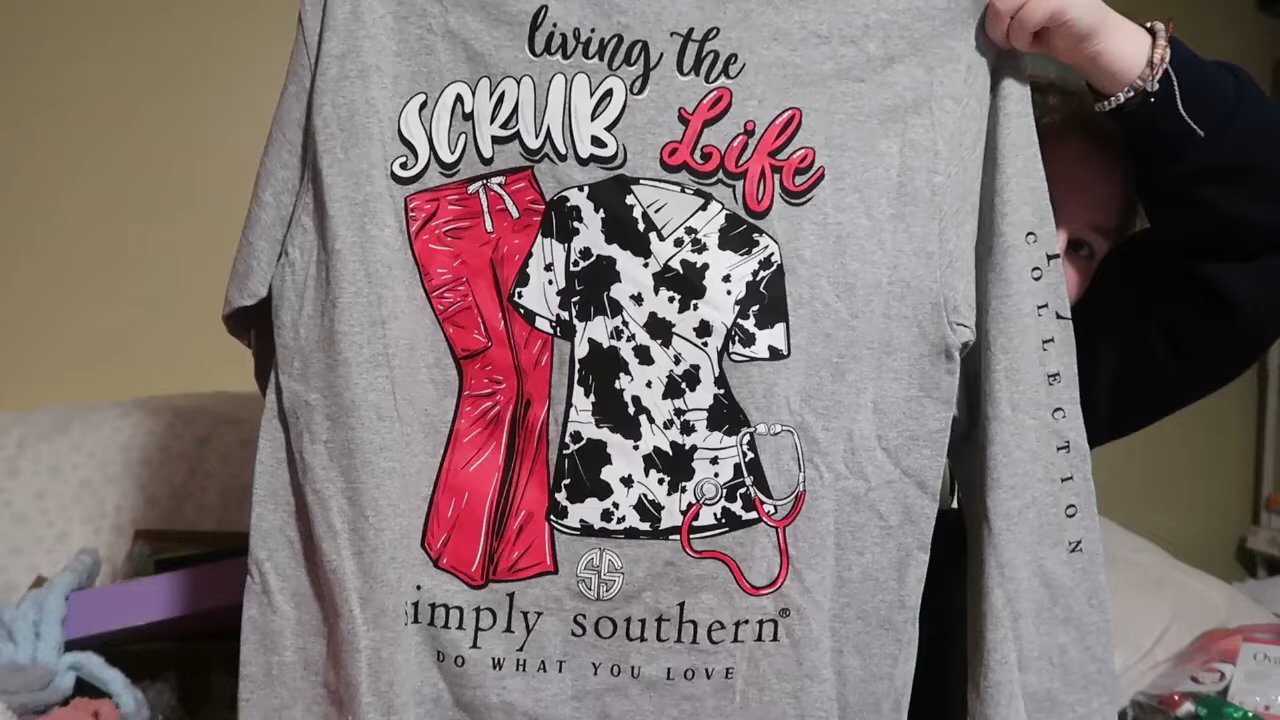 living the
SCRUB Life
SS
simply southern®
DO WHAT YOU LOVE
COLLECTION